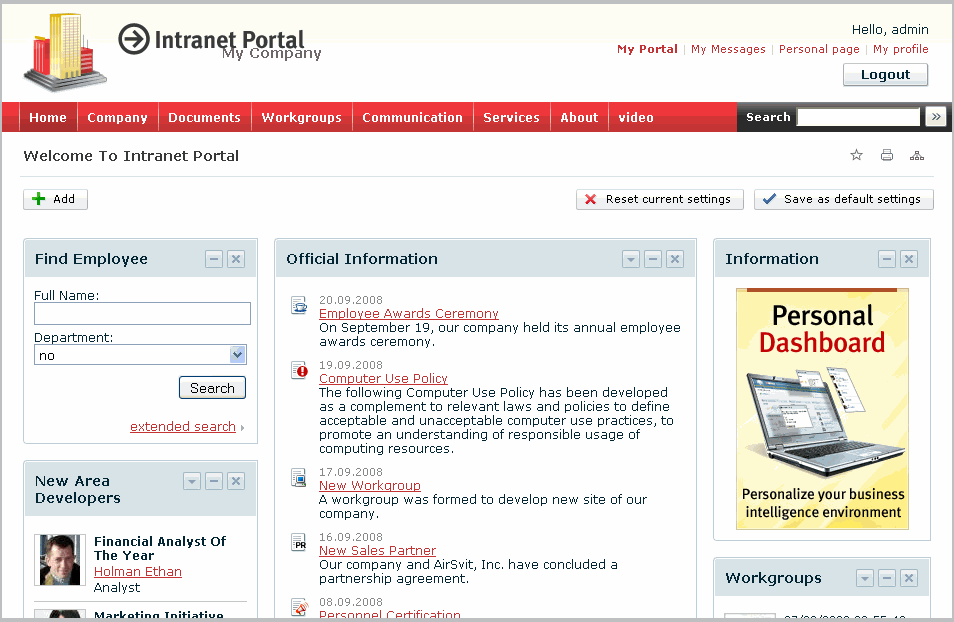 Intranet Portal
My Company
Hello, admin
My Portal | My Messages | Personal page | My profile
Logout
Home Company Documents Workgroups Communication Services About video Search »
Welcome To Intranet Portal
Add Reset current settings Save as default settings
Find Employee
Full Name:
Department:
no
Search
extended search
New Area
Developers
Financial Analyst Of
The Year
Holman Ethan
Analyst
Marketing Initiative
Official Information
20.09.2008
Employee Awards Ceremony
On September 19, our company held its annual employee
awards ceremony.
19.09.2008
Computer Use Policy
The following Computer Use Policy has been developed
as a complement to relevant laws and policies to define
acceptable and unacceptable computer use practices, to
promote an understanding of responsible usage of
computing resources.
17.09.2008
New Workgroup
A workgroup was formed to develop new site of our
company.
PR
16.09.2008
New Sales Partner
Our company and AirSvit, Inc. have concluded a
partnership agreement.
08.09.2008
Personnel Certification
Information
Personal
Dashboard
Personalize your business
intelligence environment
Workgroups